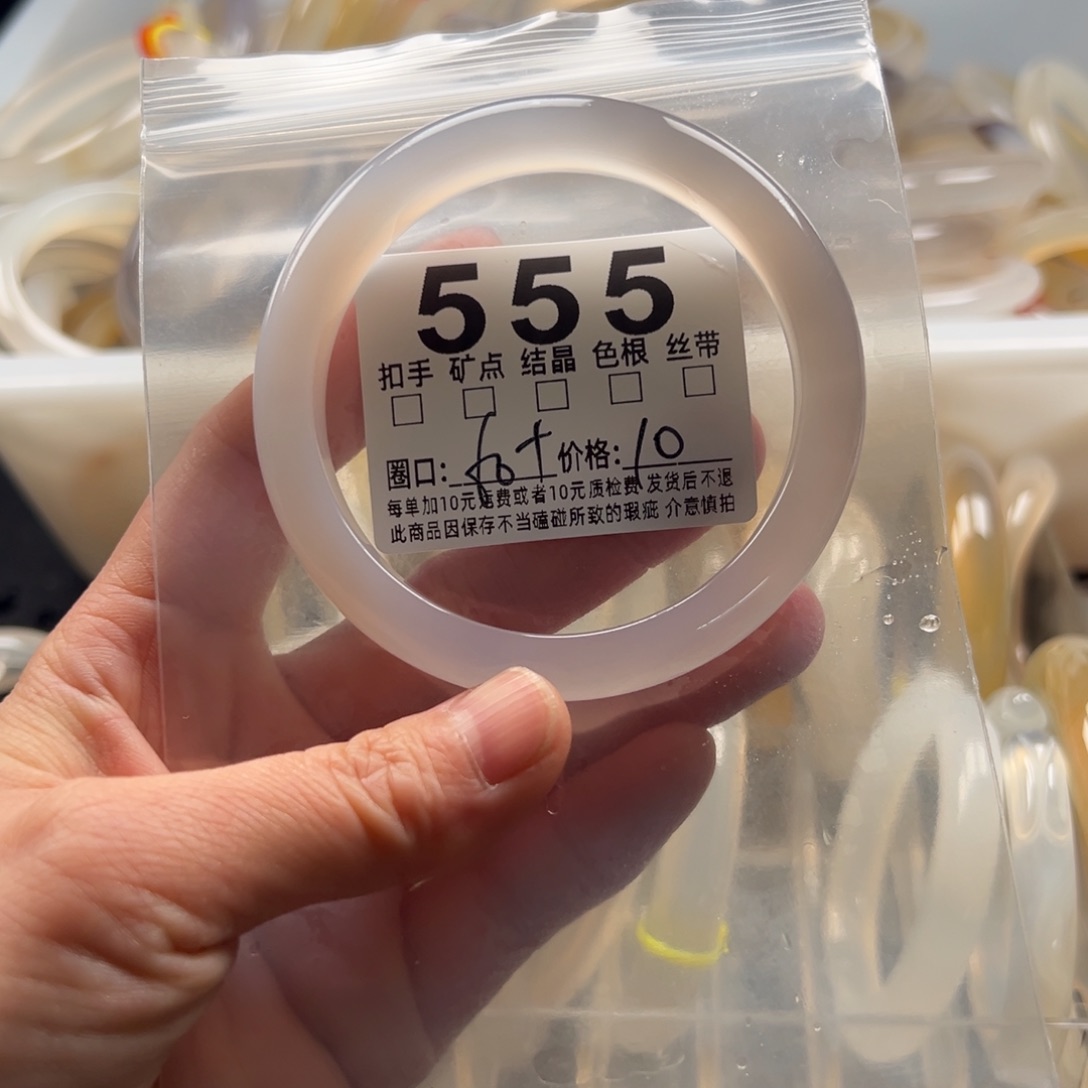 555
扣手 矿点 结晶 色根 丝带
圈口: 60+ 价格: 10
每单加10元运费或者10元质检费 发货后不退
此商品因保存不当磕碰所致的瑕疵 介意慎拍